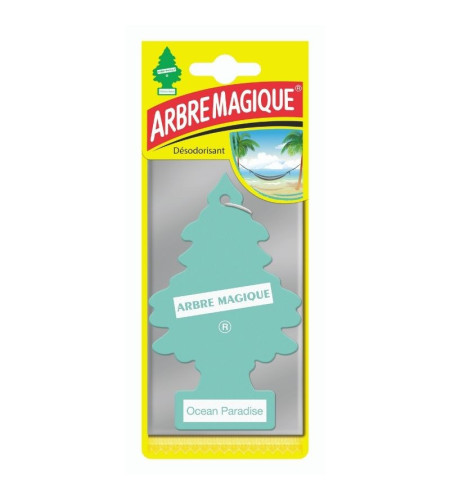 ARBRE MAGIQUE®
Désodorisant
ARBRE MAGIQUE
®
Ocean Paradise